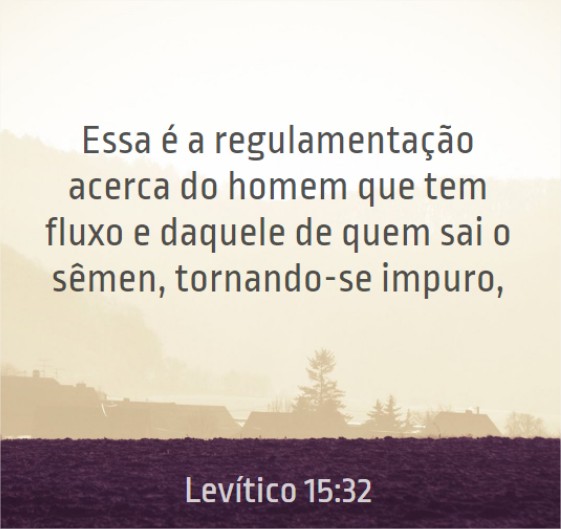 Essa é a regulamentação
acerca do homem que tem
fluxo e daquele de quem sai o
sêmen, tornando-se impuro,
Levítico 15:32